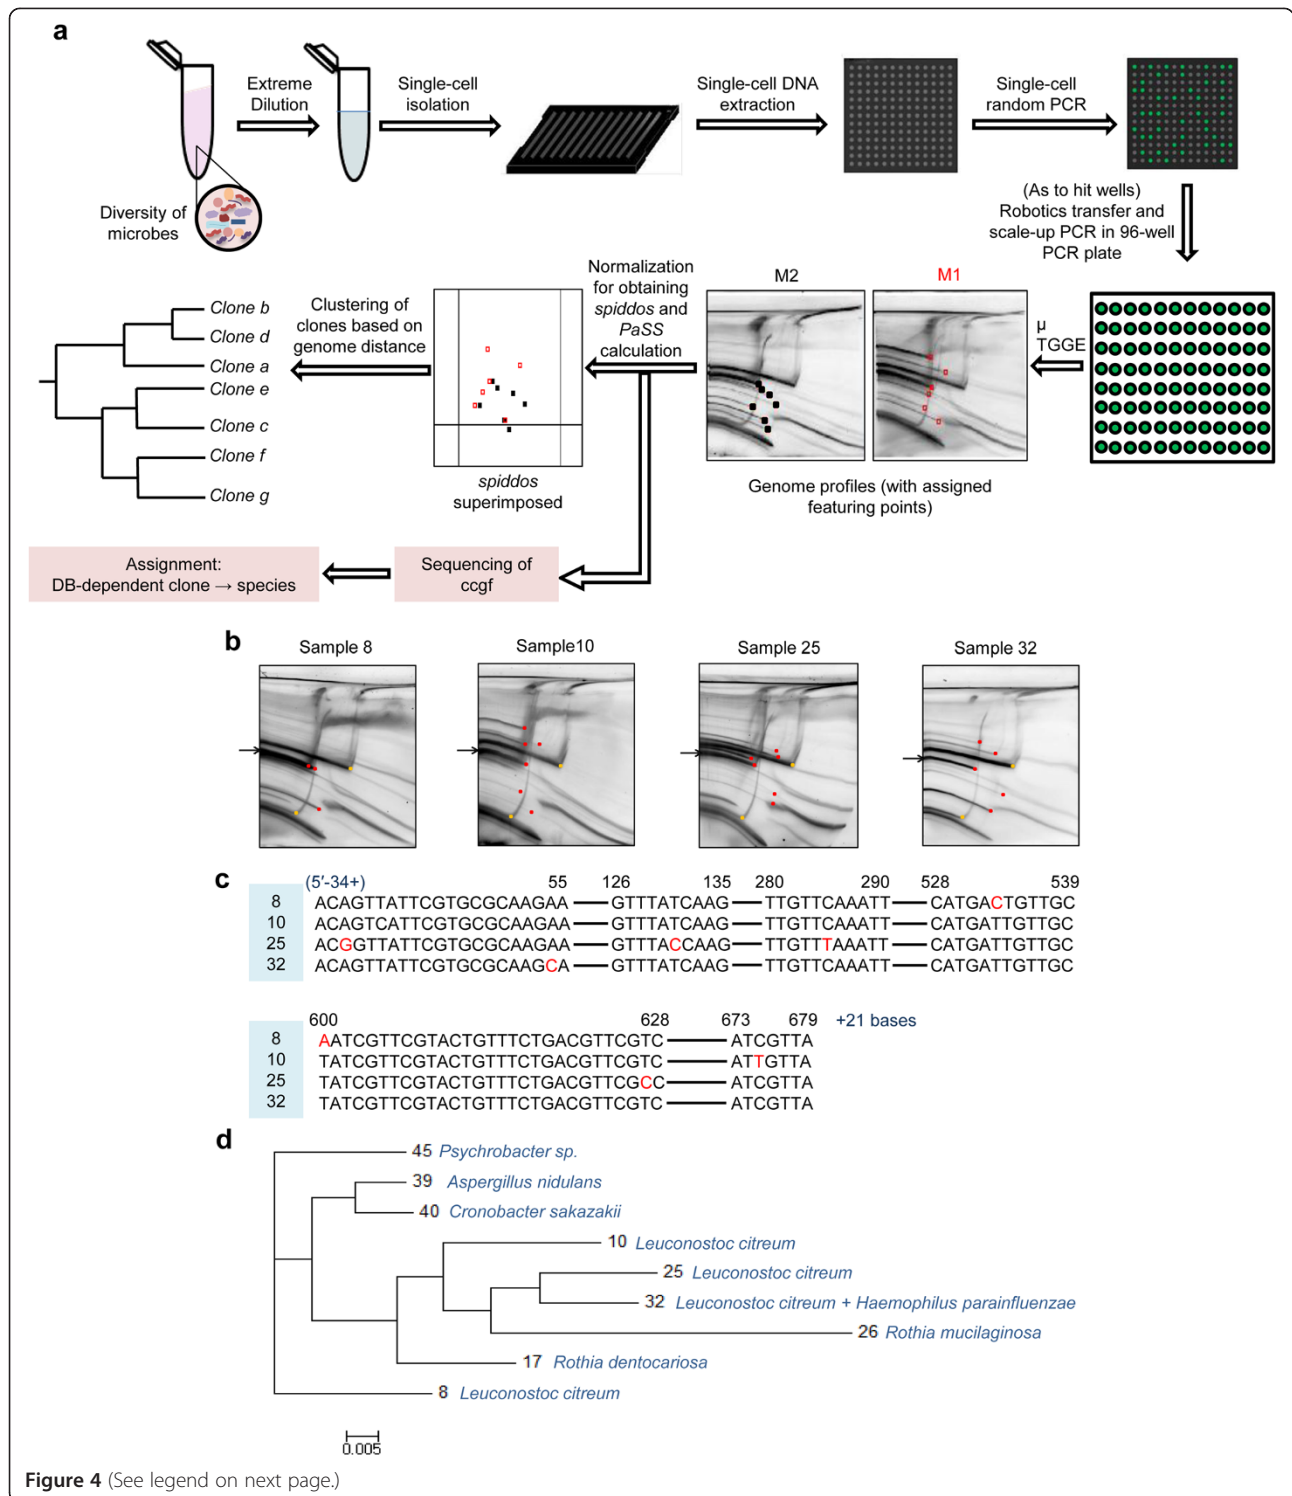 a
Extreme
Dilution
Single-cell
isolation
Single-cell DNA
extraction
Single-cell
random PCR
Diversity of
microbes
(As to hit wells)
Robotics transfer and
scale-up PCR in 96-well
PCR plate
µ
TGGE
M2
M1
Genome profiles (with assigned
featuring points)
Normalization
for obtaining
spiddos and
PaSS
calculation
spiddos
superimposed
Clustering of
clones based on
genome distance
Clone b
Clone d
Clone a
Clone e
Clone c
Clone f
Clone g
Sequencing of
ccgf
Assignment:
DB-dependent clone → species
b
Sample 8
Sample10
Sample 25
Sample 32
c
(5'-34+) 55 126 135 280 290 528 539
8 ACAGTTATTCGTGCGCAAGAA GTTTATCAAG TTGTTCAAATT CATGACTGTTGC
10 ACAGTCATTCGTGCGCAAGAA GTTTATCAAG TTGTTCAAATT CATGATTGTTGC
25 ACGGTTATTCGTGCGCAAGAA GTTTACCAAG TTGTTTAAATT CATGATTGTTGC
32 ACAGTTATTCGTGCGCAAGCA GTTTATCAAG TTGTTCAAATT CATGATTGTTGC
600 628 673 679 +21 bases
8 AATCGTTCGTACTGTTTCTGACGTTCGTC ATCGTTA
10 TATCGTTCGTACTGTTTCTGACGTTCGTC ATTGTTA
25 TATCGTTCGTACTGTTTCTGACGTTCGCC ATCGTTA
32 TATCGTTCGTACTGTTTCTGACGTTCGTC ATCGTTA
d
45 Psychrobacter sp.
39 Aspergillus nidulans
40 Cronobacter sakazakii
10 Leuconostoc citreum
25 Leuconostoc citreum
32 Leuconostoc citreum + Haemophilus parainfluenzae
26 Rothia mucilaginosa
17 Rothia dentocariosa
8 Leuconostoc citreum
0.005
Figure 4 (See legend on next page.)